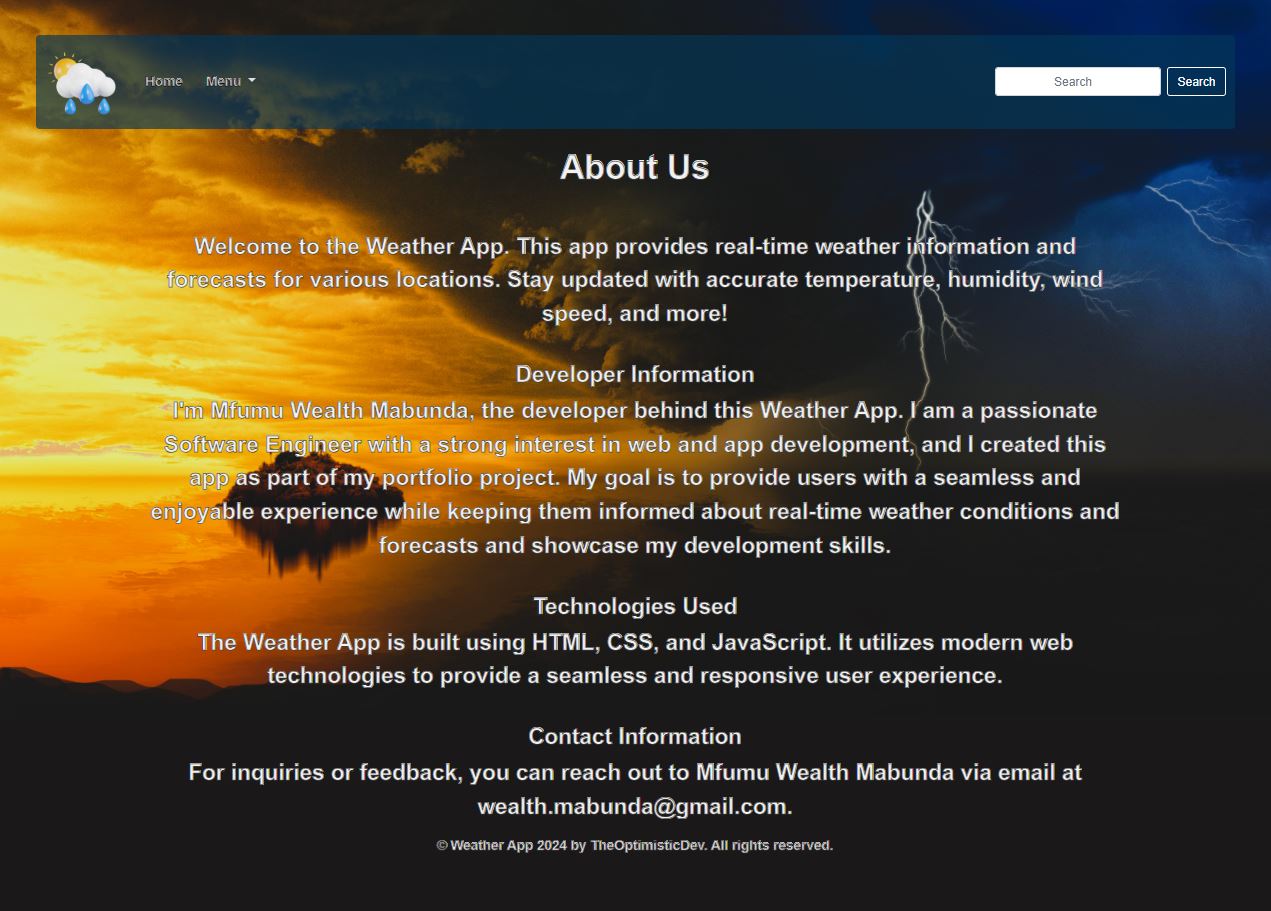 Home
Menu
Search
Search
About Us
Welcome to the Weather App. This app provides real-time weather information and
forecasts for various locations. Stay updated with accurate temperature, humidity, wind
speed, and more!
Developer Information
I'm Mfumu Wealth Mabunda, the developer behind this Weather App. I am a passionate
Software Engineer with a strong interest in web and app development, and I created this
app as part of my portfolio project. My goal is to provide users with a seamless and
enjoyable experience while keeping them informed about real-time weather conditions and
forecasts and showcase my development skills.
Technologies Used
The Weather App is built using HTML, CSS, and JavaScript. It utilizes modern web
technologies to provide a seamless and responsive user experience.
Contact Information
For inquiries or feedback, you can reach out to Mfumu Wealth Mabunda via email at
wealth.mabunda@gmail.com.
© Weather App 2024 by TheOptimisticDev. All rights reserved.